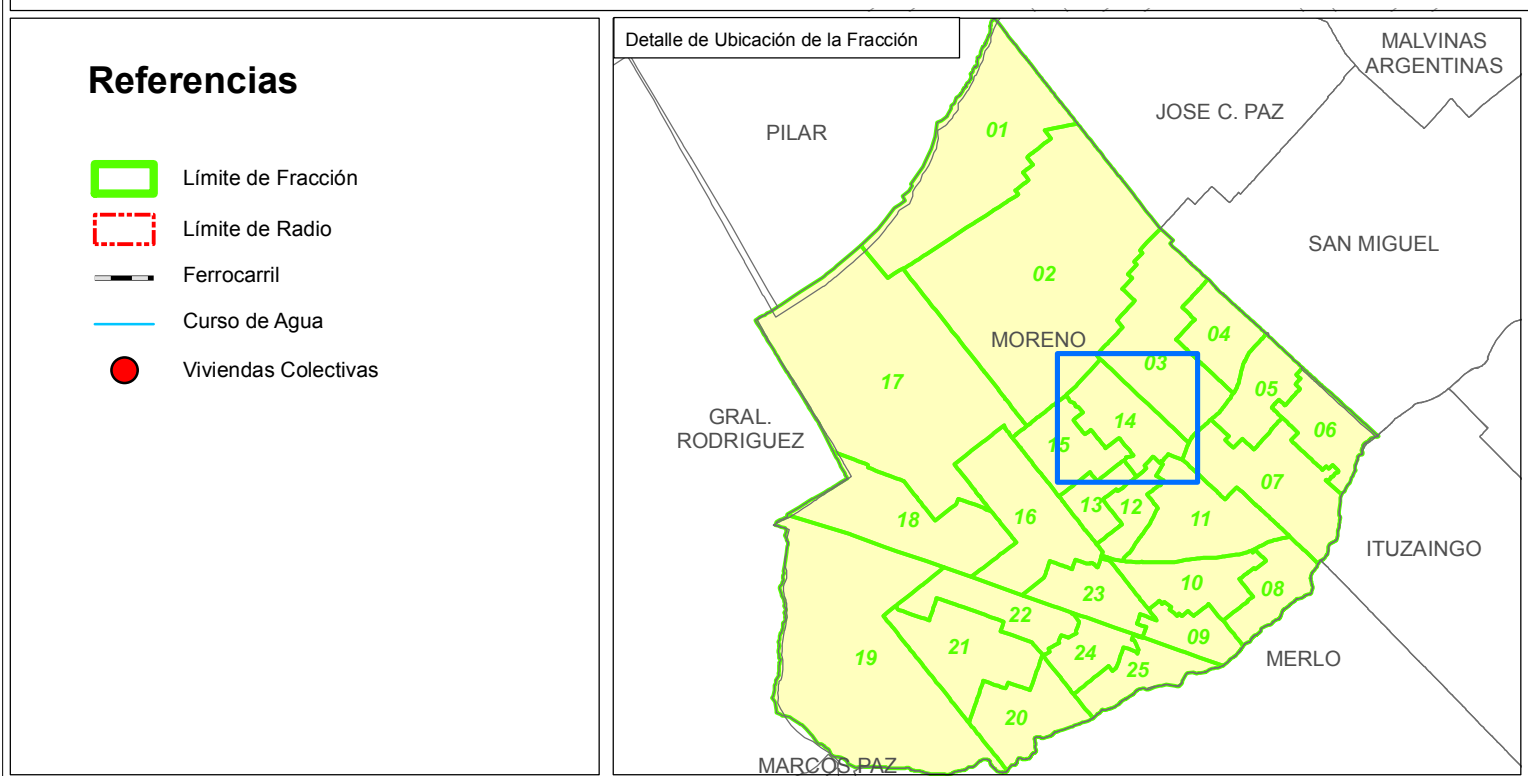 Referencias
Límite de Fracción
Límite de Radio
Ferrocarril
Curso de Agua
Viviendas Colectivas
Detalle de Ubicación de la Fracción
MALVINAS
ARGENTINAS
JOSE C. PAZ
PILAR
01
SAN MIGUEL
02
MORENO
04
03
17
05
GRAL.
RODRIGUEZ
14
06
15
07
13
12
16
11
18
ITUZAINGO
10
08
23
22
09
21
24
MERLO
19
25
20
MARCOS PAZ